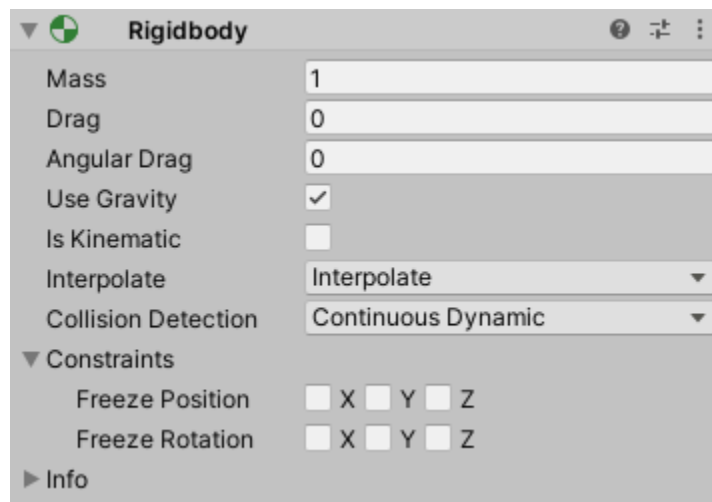 Rigidbody
Mass 1
Drag 0
Angular Drag 0
Use Gravity
Is Kinematic
Interpolate Interpolate
Collision Detection Continuous Dynamic
Constraints
Freeze Position X Y Z
Freeze Rotation X Y Z
Info